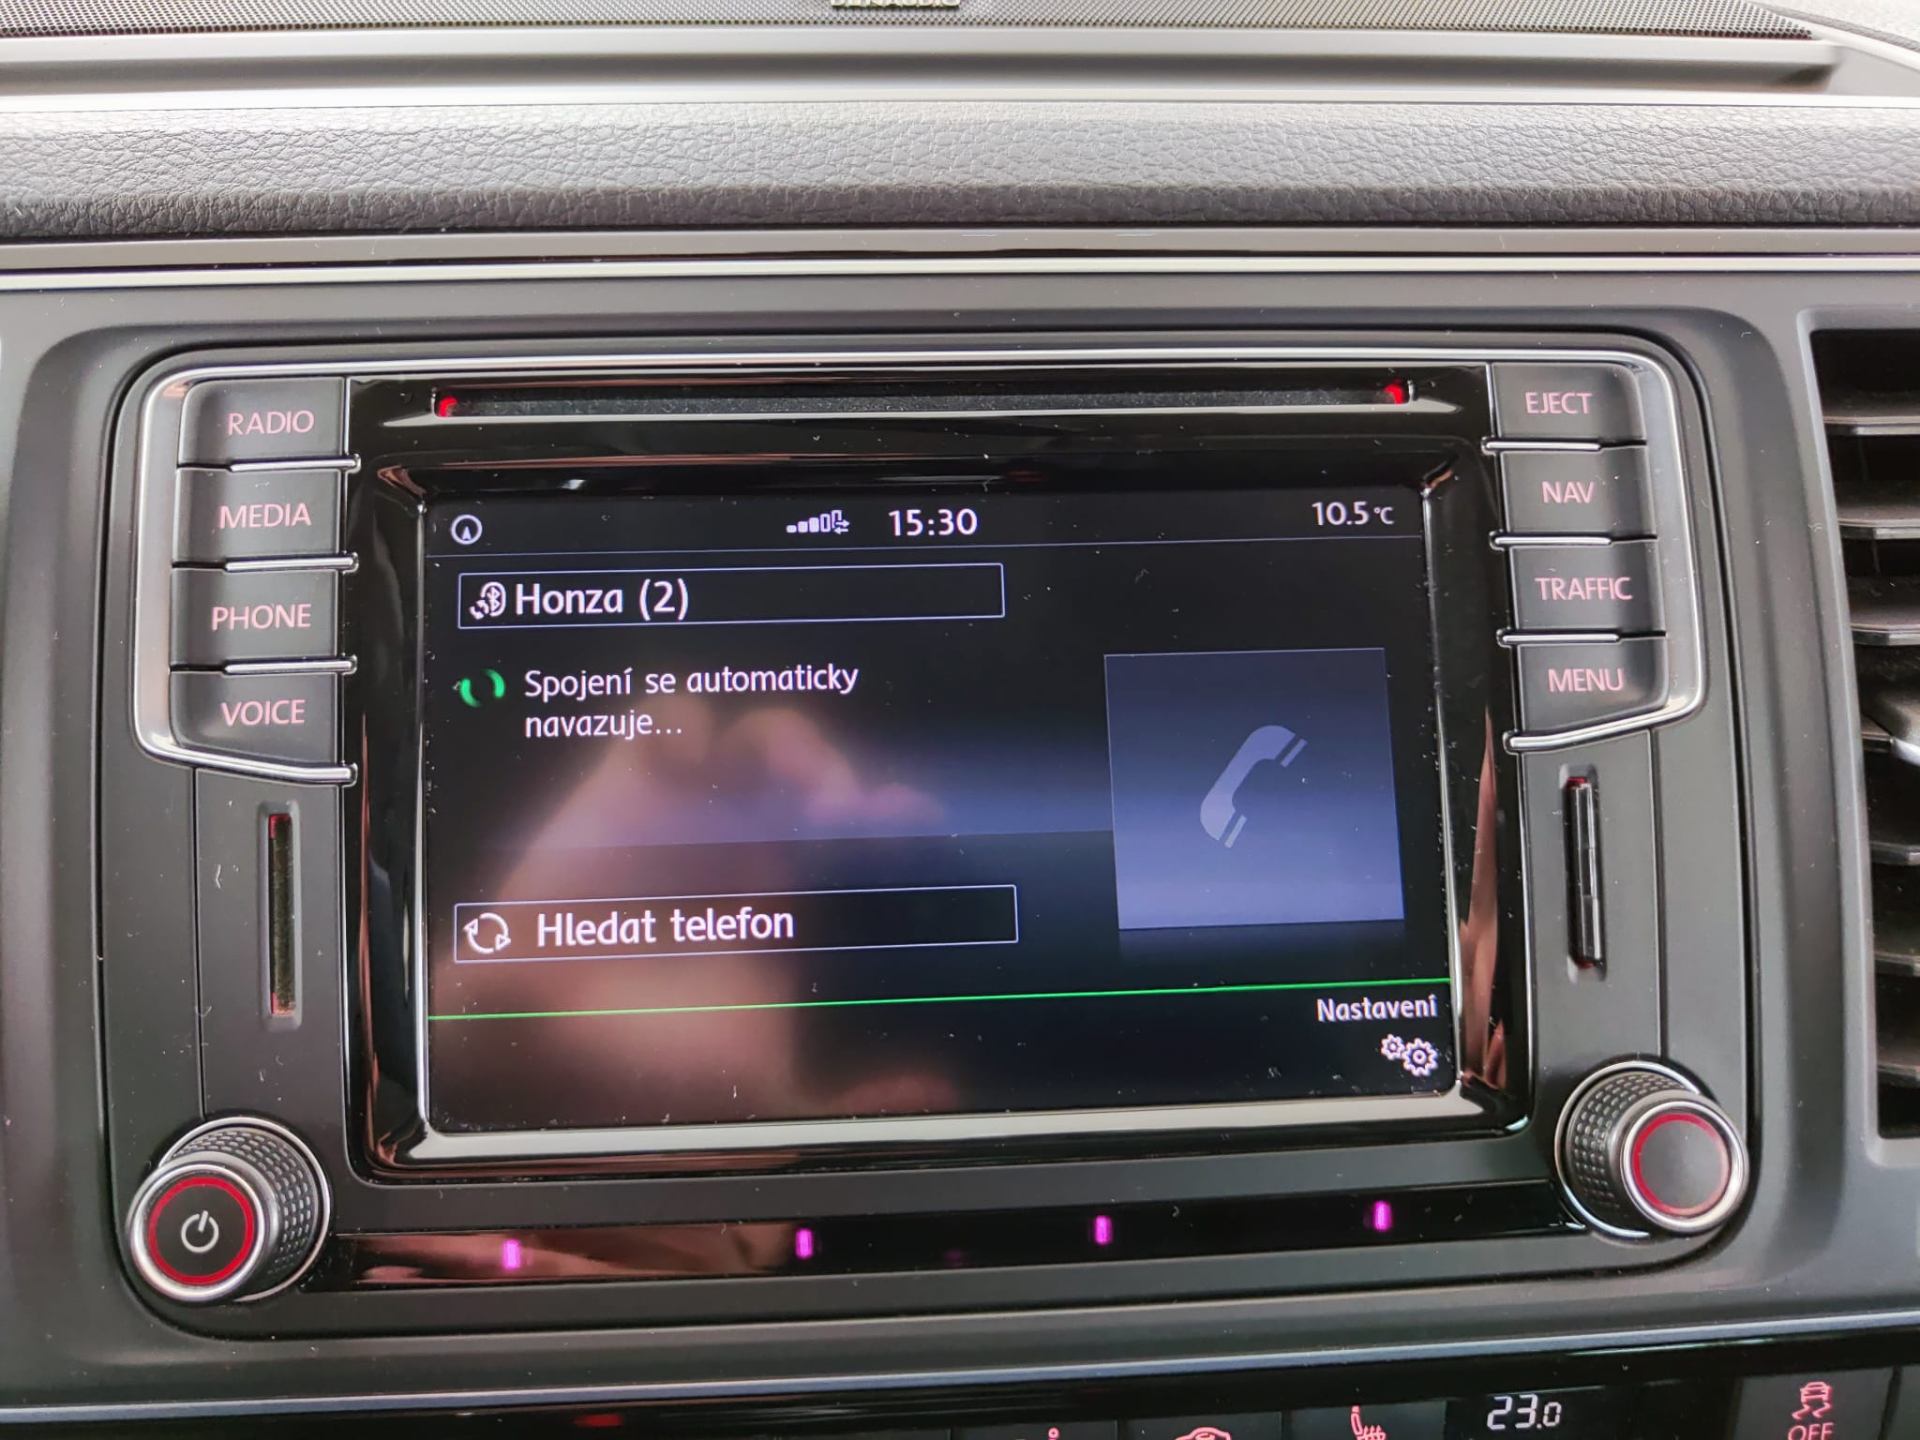 DYNAUDIO
RADIO
EJECT
MEDIA
NAV
PHONE
TRAFFIC
VOICE
MENU
15:30
10.5°C
Honza (2)
Spojení se automaticky
navazuje...
Hledat telefon
Nastavení
23.0
OFF